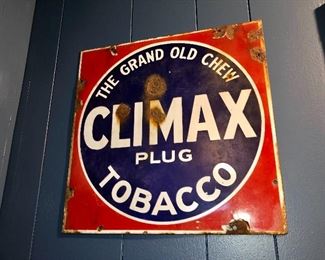 THE GRAND OLD CHEW
CLIMAX
PLUG
TOBACCO